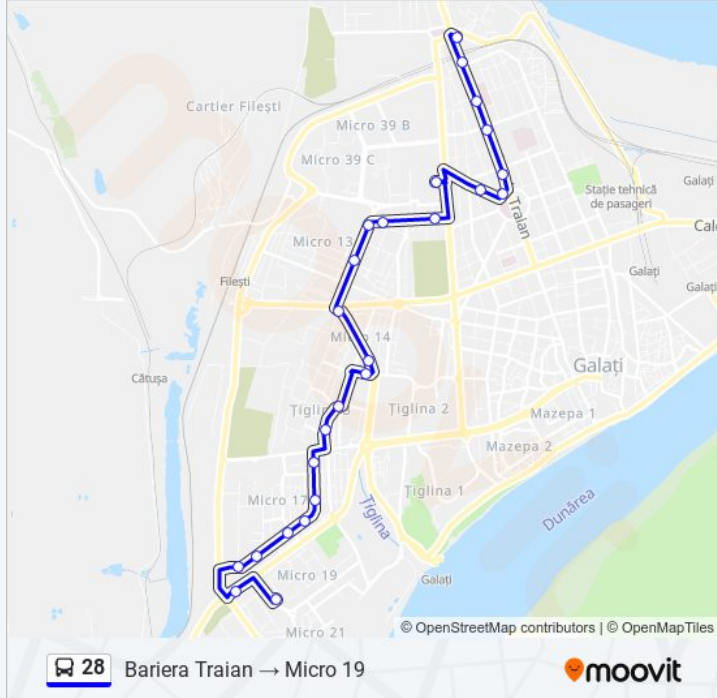 Cartier Filești
Micro 39 B
Micro 39 C
Stație tehnică
de pasageri
Galați
Traian
Micro 13
Filești
Galați
Galați
Micro 14
Galați
Cătușa
Țiglina 2
Mazepa 1
Mazepa 2
Micro 17
Țiglina 1
Țiglina
Dunărea
Micro 19
Galați
Micro 21
© OpenStreetMap contributors | © OpenMapTiles
28 Bariera Traian → Micro 19
moovit